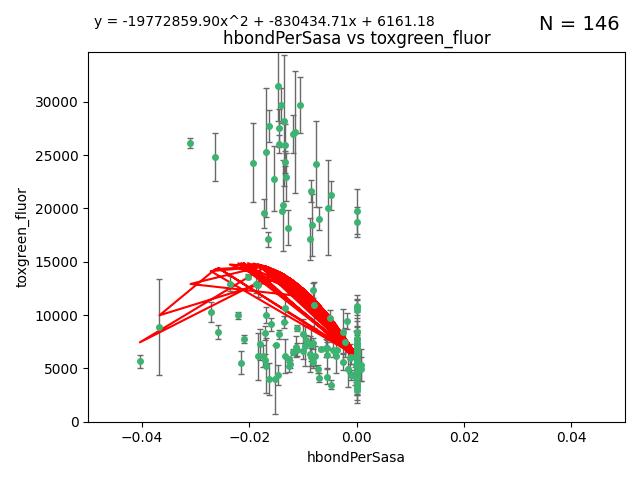 y = -19772859.90x^2 + -830434.71x + 6161.18
N = 146
hbondPerSasa vs toxgreen_fluor
30000
25000
20000
15000
10000
5000
0
toxgreen_fluor
−0.04
−0.02
0.00
0.02
0.04
hbondPerSasa